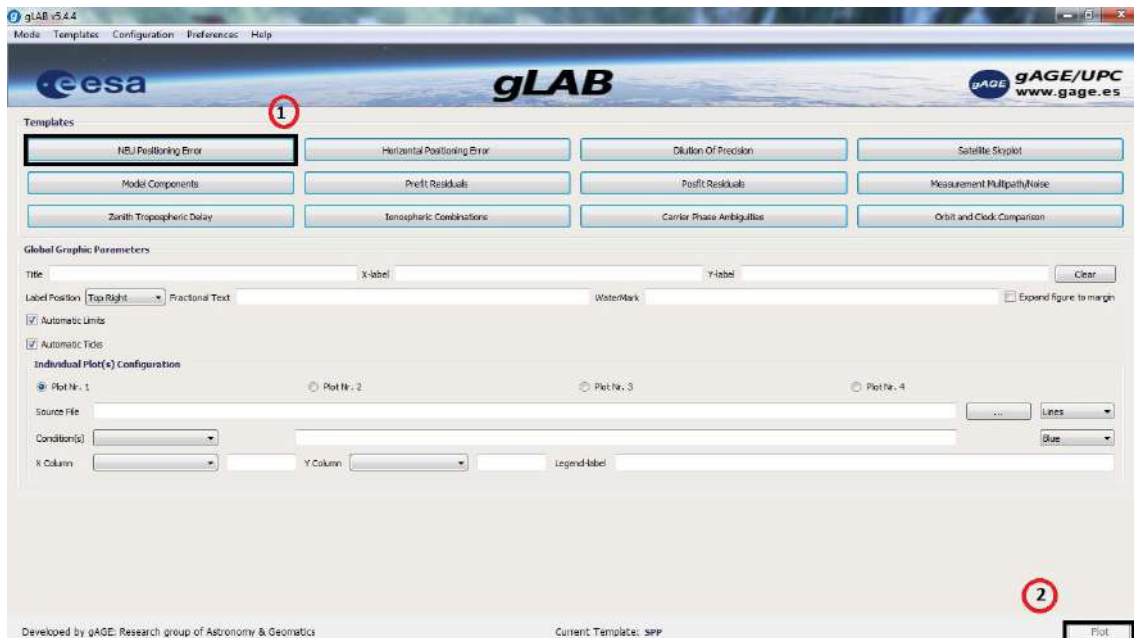 gLAB v5.4.4
Mode Templates Configuration Preferences Help
esa
gLAB
gAGE
gAGE/UPC
www.gage.es
1
Templates
NEU Positioning Error Horizontal Positioning Error Dilution Of Precision Satellite Skyplot
Model Components Prefit Residuals Postfit Residuals Measurement Multipath/Noise
Zenith Tropospheric Delay Ionospheric Combinations Carrier Phase Ambiguities Orbit and Clock Comparison
Global Graphic Parameters
Title X-label Y-label Clear
Label Position Top Right Fractional Text WaterMark Expand figure to margin
Automatic Limits
Automatic Ticks
Individual Plot(s) Configuration
Plot Nr. 1 Plot Nr. 2 Plot Nr. 3 Plot Nr. 4
Source File ... Lines
Condition(s) Blue
X Column Y Column Legend-label
2
Developed by gAGE: Research group of Astronomy & Geomatics Current Template: SPP Plot